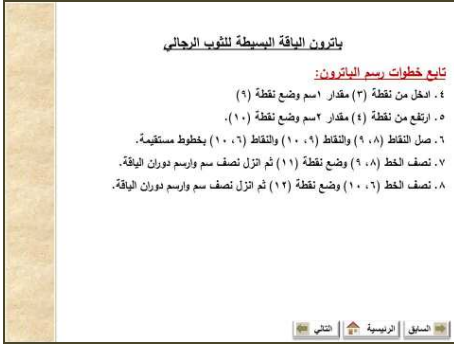 باترون الياقة البسيطة للثوب الرجالي
تابع خطوات رسم الباترون:
٤. ادخل من نقطة (٣) مقدار ١سم وضع نقطة (٩)
٥. ارتفع من نقطة (٤) مقدار ٢سم وضع نقطة (١٠).
٦. صل النقاط (٨، ٩) والنقاط (٩، ١٠) والنقاط (٦، ١٠) بخطوط مستقيمة.
٧. نصف الخط (٨، ٩) وضع نقطة (١١) ثم انزل نصف سم وارسم دوران الياقة.
٨. نصف الخط (٦، ١٠) وضع نقطة (١٢) ثم انزل نصف سم وارسم دوران الياقة.
السابق الرئيسية التالي